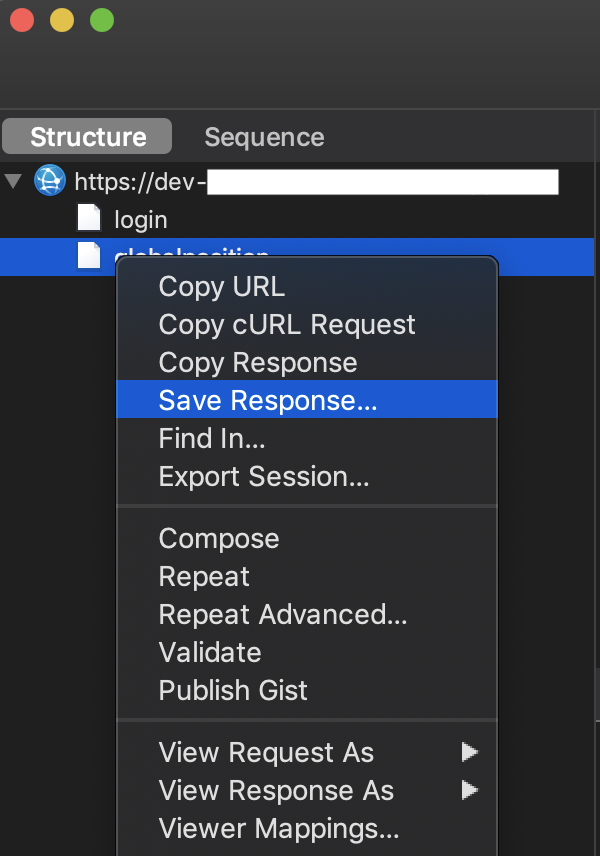 Structure Sequence
https://dev-
login
globalposition
Copy URL
Copy cURL Request
Copy Response
Save Response...
Find In...
Export Session...
Compose
Repeat
Repeat Advanced...
Validate
Publish Gist
View Request As
View Response As
Viewer Mappings...